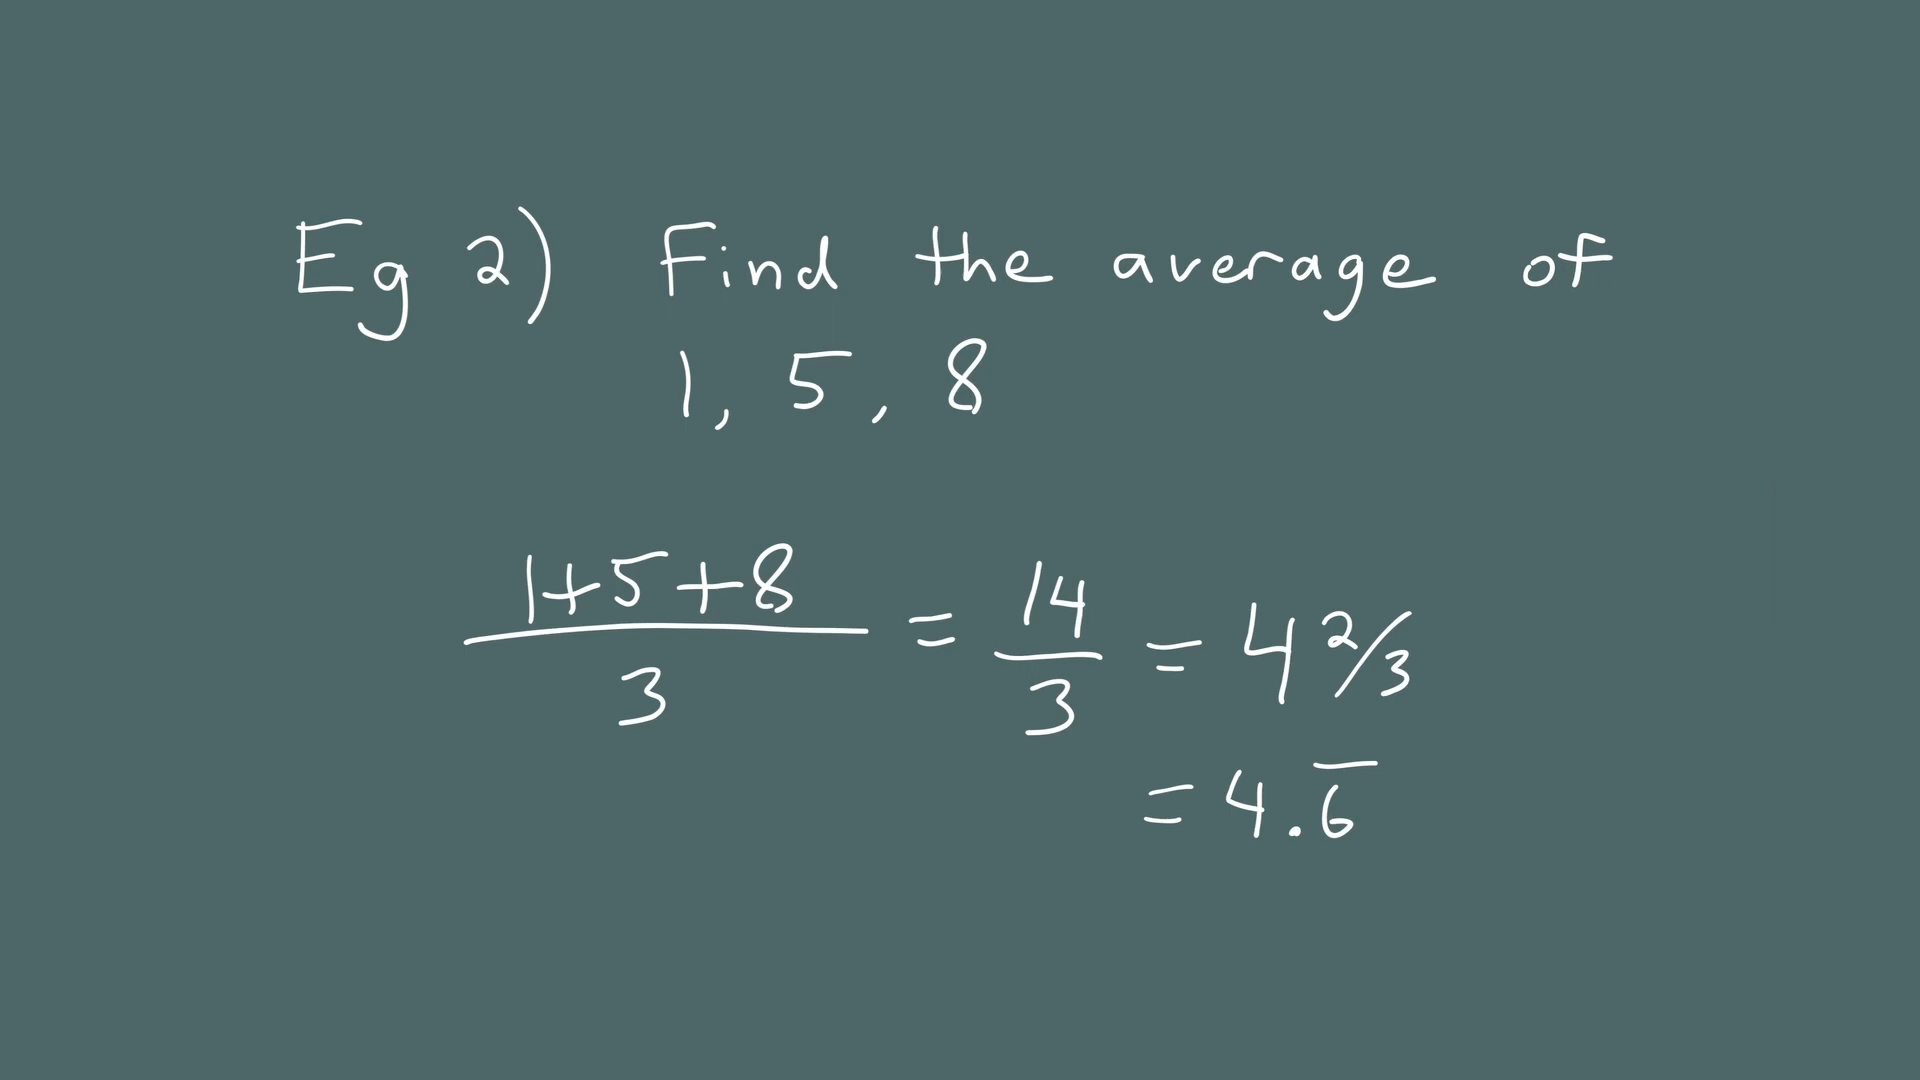 Eg 2) Find the average of
1, 5, 8
1+5+8/3 = 14/3 = 4 2/3
= 4.6̅